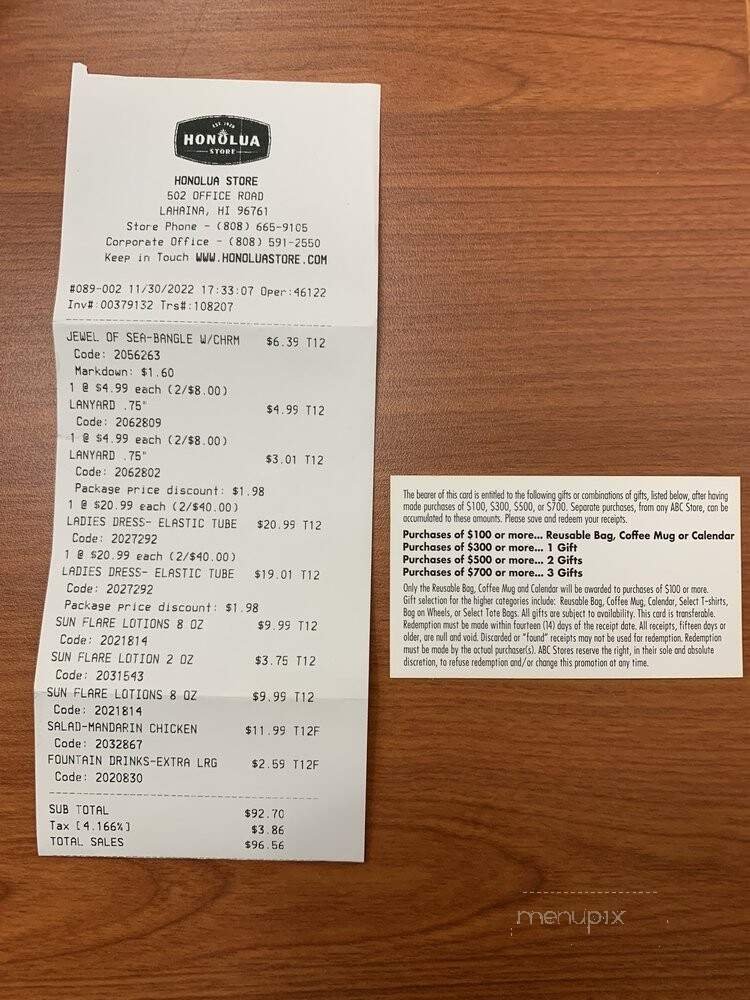 EST 1929
HONOLUA
STORE
HONOLUA STORE
502 OFFICE ROAD
LAHAINA, HI 96761
Store Phone - (808) 665-9105
Corporate Office - (808) 591-2550
Keep in Touch WWW.HONOLUASTORE.COM
#089-002 11/30/2022 17:33:07 Oper:46122
Inv#:00379132 Trs#:108207
JEWEL OF SEA-BANGLE W/CHRM $6.39 T12
Code: 2056263
Markdown: $1.60
1 @ $4.99 each (2/$8.00)
LANYARD .75" $4.99 T12
Code: 2062809
1 @ $4.99 each (2/$8.00)
LANYARD .75" $3.01 T12
Code: 2062802
Package price discount: $1.98
1 @ $20.99 each (2/$40.00)
LADIES DRESS- ELASTIC TUBE $20.99 T12
Code: 2027292
1 @ $20.99 each (2/$40.00)
LADIES DRESS- ELASTIC TUBE $19.01 T12
Code: 2027292
Package price discount: $1.98
SUN FLARE LOTIONS 8 OZ $9.99 T12
Code: 2021814
SUN FLARE LOTION 2 OZ $3.75 T12
Code: 2031543
SUN FLARE LOTIONS 8 OZ $9.99 T12
Code: 2021814
SALAD-MANDARIN CHICKEN $11.99 T12F
Code: 2032867
FOUNTAIN DRINKS-EXTRA LRG $2.59 T12F
Code: 2020830
SUB TOTAL $92.70
Tax [4.166%] $3.86
TOTAL SALES $96.56
The bearer of this card is entitled to the following gifts or combinations of gifts, listed below, after having
made purchases of $100, $300, $500, or $700. Separate purchases, from any ABC Store, can be
accumulated to these amounts. Please save and redeem your receipts.
Purchases of $100 or more... Reusable Bag, Coffee Mug or Calendar
Purchases of $300 or more... 1 Gift
Purchases of $500 or more... 2 Gifts
Purchases of $700 or more... 3 Gifts
Only the Reusable Bag, Coffee Mug and Calendar will be awarded to purchases of $100 or more.
Gift selection for the higher categories include: Reusable Bag, Coffee Mug, Calendar, Select T-shirts,
Bag on Wheels, or Select Tote Bags. All gifts are subject to availability. This card is transferable.
Redemption must be made within fourteen (14) days of the receipt date. All receipts, fifteen days or
older, are null and void. Discarded or "found" receipts may not be used for redemption. Redemption
must be made by the actual purchaser(s). ABC Stores reserve the right, in their sole and absolute
discretion, to refuse redemption and/or change this promotion at any time.
menupix